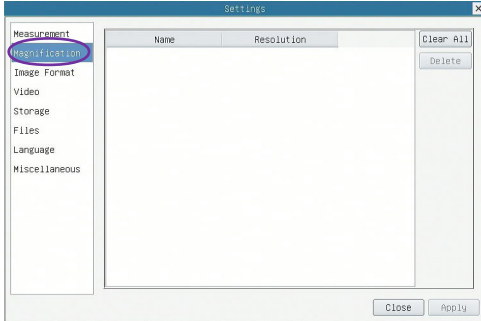 Settings
Measurement
Magnification
Image Format
Video
Storage
Files
Language
Miscellaneous
Name Resolution
Clear All
Delete
Close Apply